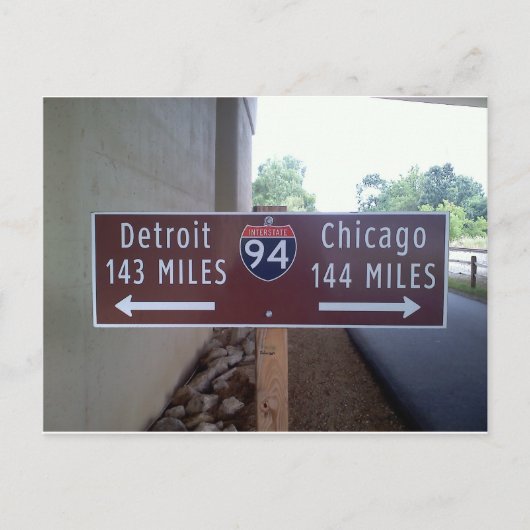 Detroit
143 MILES
INTERSTATE
94
Chicago
144 MILES